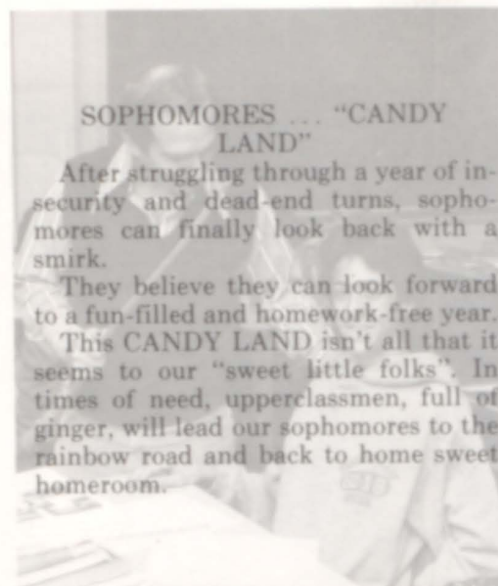 SOPHOMORES ... “CANDY
LAND”
After struggling through a year of in-
security and dead-end turns, sopho-
mores can finally look back with a
smirk.
They believe they can look forward
to a fun-filled and homework-free year.
This CANDY LAND isn't all that it
seems to our “sweet little folks”. In
times of need, upperclassmen, full of
ginger, will lead our sophomores to the
rainbow road and back to home sweet
homeroom.